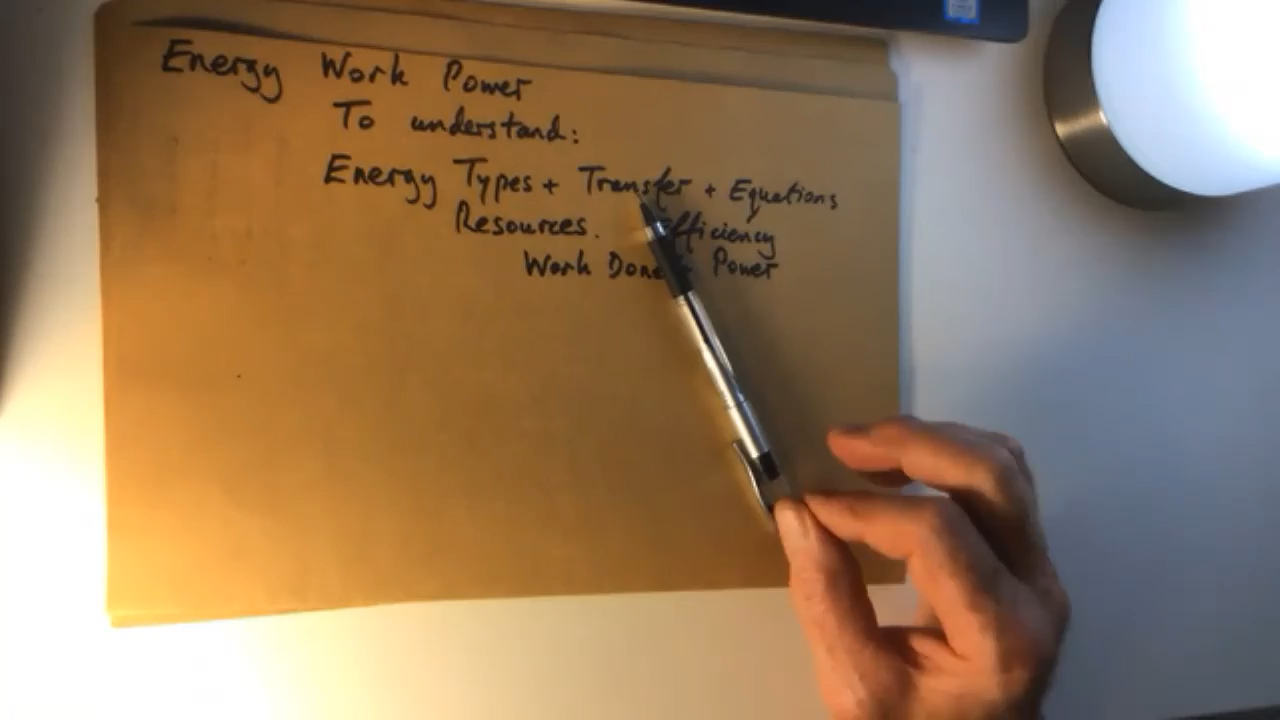 Energy Work Power
To understand:
Energy Types + Transfer + Equations
Resources. Efficiency
Work Done & Power